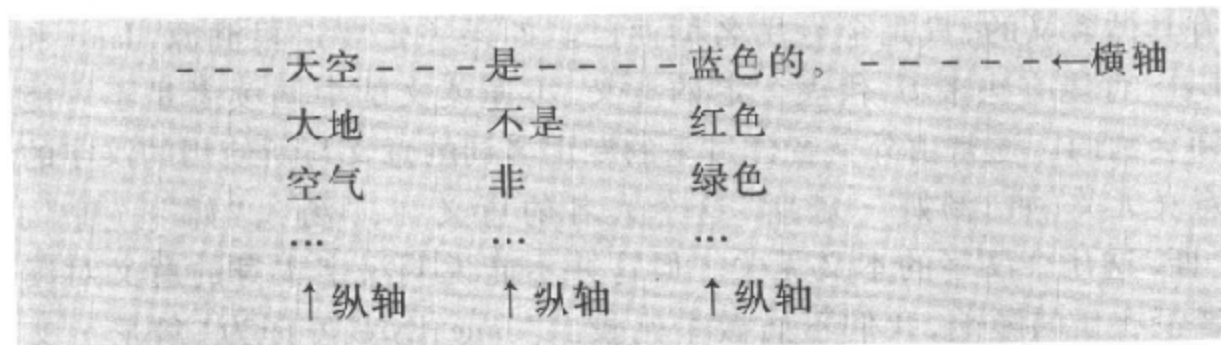 ---天空---是----蓝色的。-----←横轴
大地 不是 红色
空气 非 绿色
… … …
↑纵轴 ↑纵轴 ↑纵轴